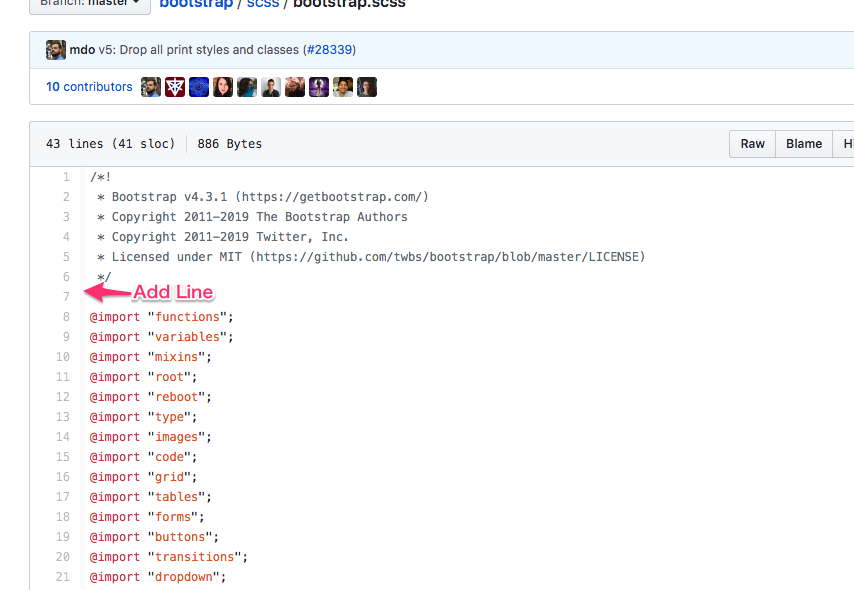 Branch: master
bootstrap / scss / bootstrap.scss
mdo v5: Drop all print styles and classes (#28339)
10 contributors
43 lines (41 sloc) 886 Bytes
Raw Blame Hi
1 /*!
2 * Bootstrap v4.3.1 (https://getbootstrap.com/)
3 * Copyright 2011–2019 The Bootstrap Authors
4 * Copyright 2011–2019 Twitter, Inc.
5 * Licensed under MIT (https://github.com/twbs/bootstrap/blob/master/LICENSE)
6 */
7 Add Line
8 @import "functions";
9 @import "variables";
10 @import "mixins";
11 @import "root";
12 @import "reboot";
13 @import "type";
14 @import "images";
15 @import "code";
16 @import "grid";
17 @import "tables";
18 @import "forms";
19 @import "buttons";
20 @import "transitions";
21 @import "dropdown";